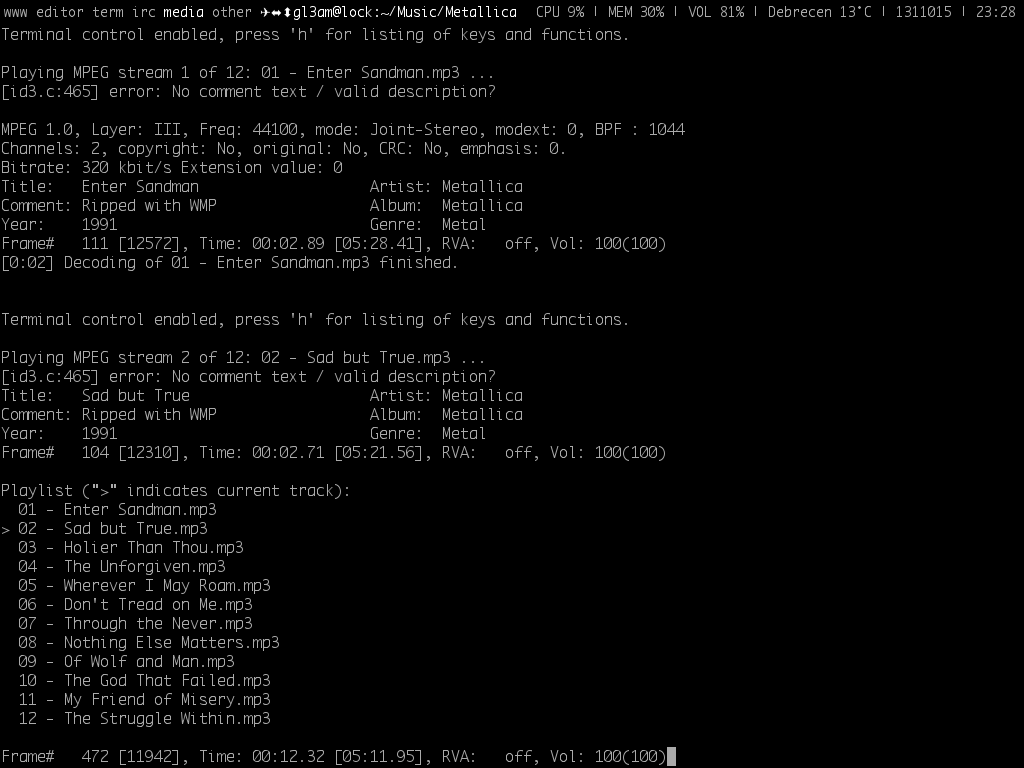 www editor term irc media other ✈⬌⬍gl3am@lock:~/Music/Metallica CPU 9% | MEM 30% | VOL 81% | Debrecen 13°C | 1311015 | 23:28
Terminal control enabled, press 'h' for listing of keys and functions.
Playing MPEG stream 1 of 12: 01 - Enter Sandman.mp3 ...
[id3.c:465] error: No comment text / valid description?
MPEG 1.0, Layer: III, Freq: 44100, mode: Joint-Stereo, modext: 0, BPF : 1044
Channels: 2, copyright: No, original: No, CRC: No, emphasis: 0.
Bitrate: 320 kbit/s Extension value: 0
Title:   Enter Sandman                   Artist: Metallica
Comment: Ripped with WMP                 Album:  Metallica
Year:    1991                            Genre:  Metal
Frame#   111 [12572], Time: 00:02.89 [05:28.41], RVA:   off, Vol: 100(100)
[0:02] Decoding of 01 - Enter Sandman.mp3 finished.
Terminal control enabled, press 'h' for listing of keys and functions.
Playing MPEG stream 2 of 12: 02 - Sad but True.mp3 ...
[id3.c:465] error: No comment text / valid description?
Title:   Sad but True                    Artist: Metallica
Comment: Ripped with WMP                 Album:  Metallica
Year:    1991                            Genre:  Metal
Frame#   104 [12310], Time: 00:02.71 [05:21.56], RVA:   off, Vol: 100(100)
Playlist (">" indicates current track):
  01 - Enter Sandman.mp3
> 02 - Sad but True.mp3
  03 - Holier Than Thou.mp3
  04 - The Unforgiven.mp3
  05 - Wherever I May Roam.mp3
  06 - Don't Tread on Me.mp3
  07 - Through the Never.mp3
  08 - Nothing Else Matters.mp3
  09 - Of Wolf and Man.mp3
  10 - The God That Failed.mp3
  11 - My Friend of Misery.mp3
  12 - The Struggle Within.mp3
Frame#   472 [11942], Time: 00:12.32 [05:11.95], RVA:   off, Vol: 100(100)